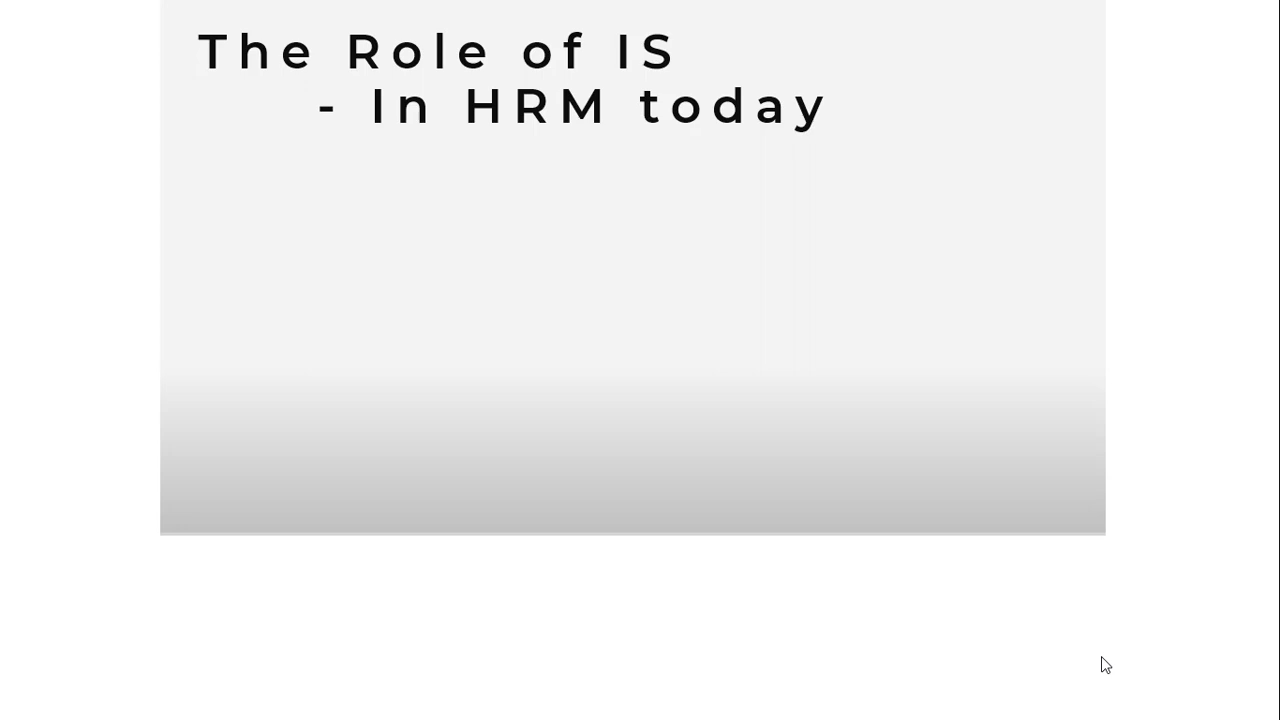 The Role of IS
- In HRM today